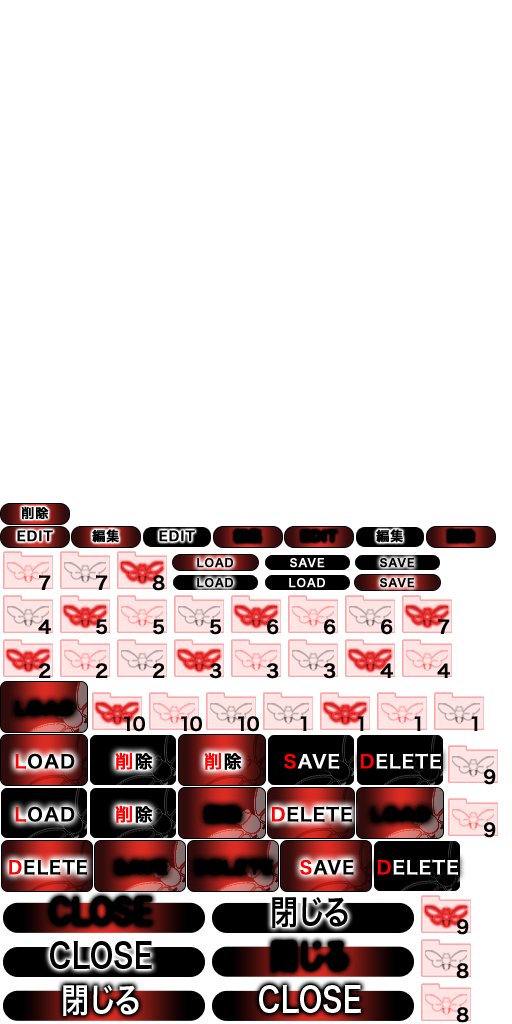 削除
EDIT 編集 EDIT 編集
7 7 8 LOAD SAVE SAVE
LOAD LOAD SAVE
4 5 5 5 6 6 6 7
2 2 2 3 3 3 4 4
10 10 10 1 1 1 1
LOAD 削除 削除 SAVE DELETE 9
LOAD 削除 DELETE 9
DELETE SAVE DELETE
CLOSE 閉じる 9
CLOSE 8
閉じる CLOSE 8